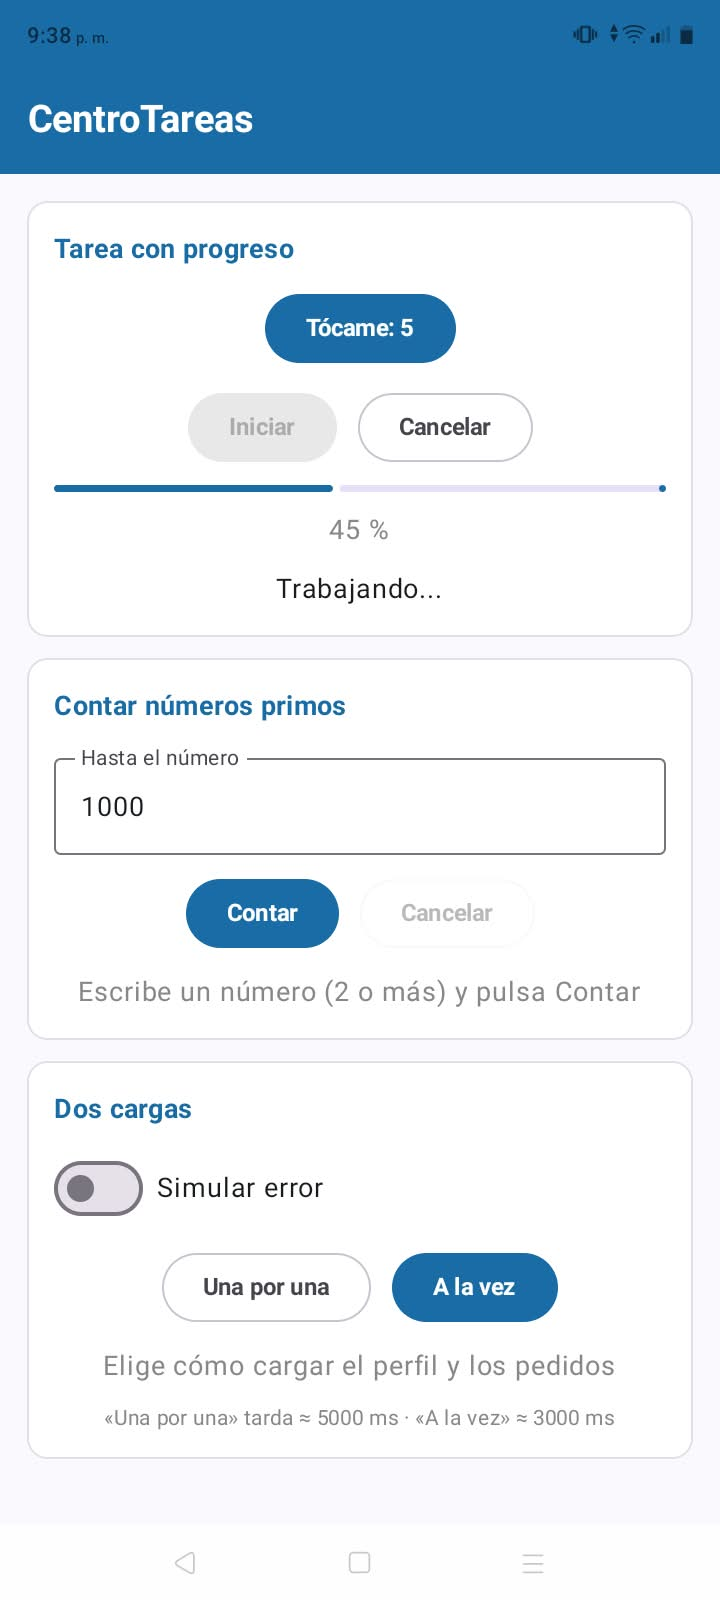 9:38 p. m.
CentroTareas
Tarea con progreso
Tócame: 5
Iniciar
Cancelar
45 %
Trabajando...
Contar números primos
Hasta el número
1000
Contar
Cancelar
Escribe un número (2 o más) y pulsa Contar
Dos cargas
Simular error
Una por una
A la vez
Elige cómo cargar el perfil y los pedidos
«Una por una» tarda ≈ 5000 ms · «A la vez» ≈ 3000 ms